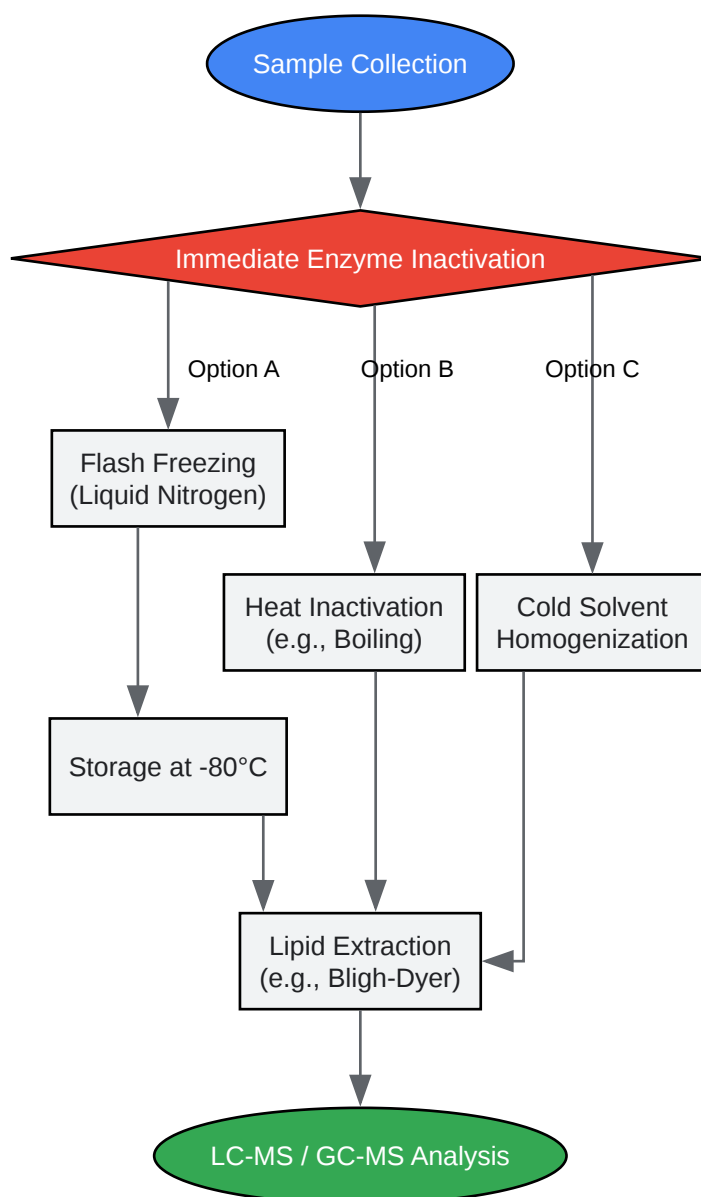 Sample Collection
Immediate Enzyme Inactivation
Option A
Option B
Option C
Flash Freezing
(Liquid Nitrogen)
Heat Inactivation
(e.g., Boiling)
Cold Solvent
Homogenization
Storage at -80°C
Lipid Extraction
(e.g., Bligh-Dyer)
LC-MS / GC-MS Analysis